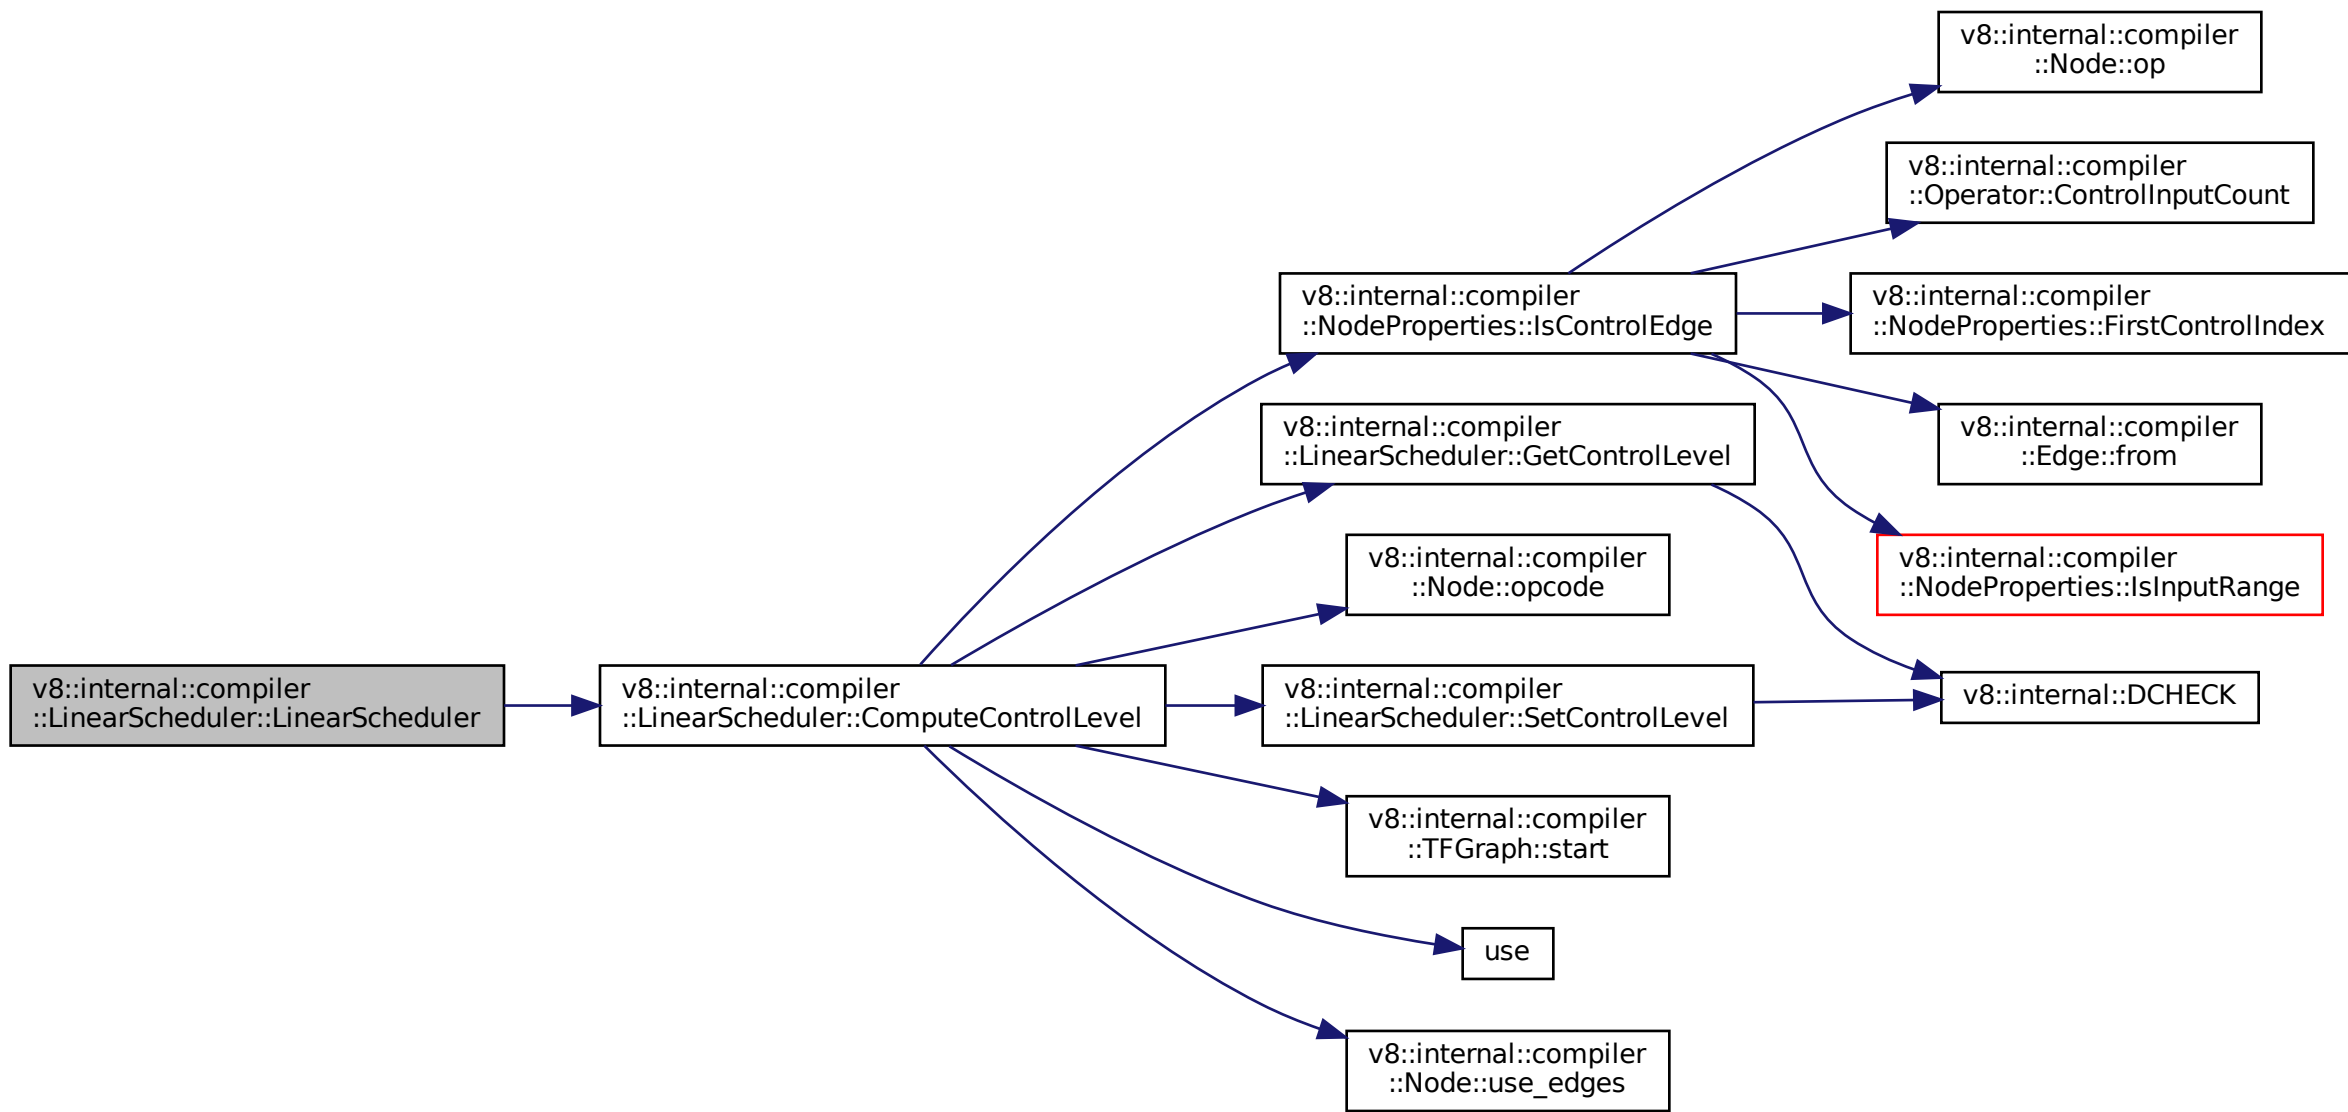 v8::internal::compiler
::Node::op
v8::internal::compiler
::Operator::ControlInputCount
v8::internal::compiler
::NodeProperties::IsControlEdge
v8::internal::compiler
::NodeProperties::FirstControlIndex
v8::internal::compiler
::LinearScheduler::GetControlLevel
v8::internal::compiler
::Edge::from
v8::internal::compiler
::Node::opcode
v8::internal::compiler
::NodeProperties::IsInputRange
v8::internal::compiler
::LinearScheduler::LinearScheduler
v8::internal::compiler
::LinearScheduler::ComputeControlLevel
v8::internal::compiler
::LinearScheduler::SetControlLevel
v8::internal::DCHECK
v8::internal::compiler
::TFGraph::start
use
v8::internal::compiler
::Node::use_edges